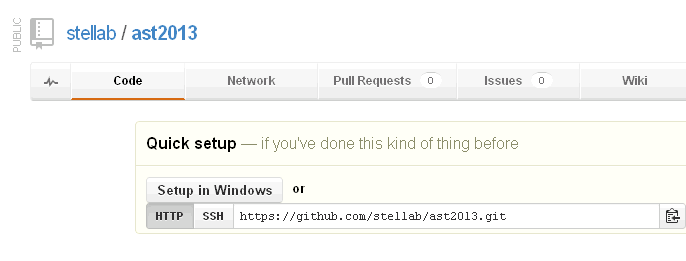 PUBLIC
stellab / ast2013
Code Network Pull Requests 0 Issues 0 Wiki
Quick setup — if you've done this kind of thing before
Setup in Windows or
HTTP SSH https://github.com/stellab/ast2013.git